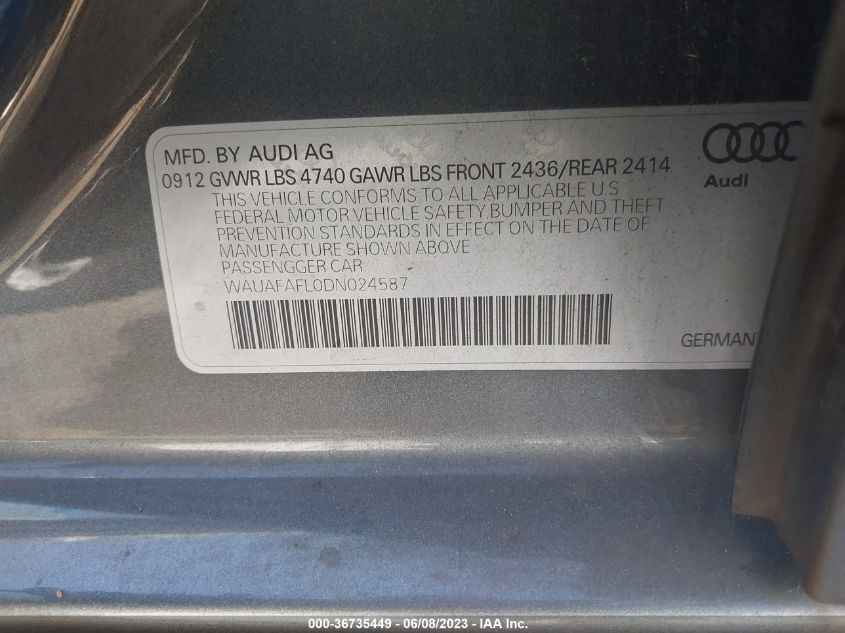 MFD. BY AUDI AG
0912 GVWR LBS 4740 GAWR LBS FRONT 2436/REAR 2414
THIS VEHICLE CONFORMS TO ALL APPLICABLE U.S
FEDERAL MOTOR VEHICLE SAFETY,BUMPER AND THEFT
PREVENTION STANDARDS IN EFFECT ON THE DATE OF
MANUFACTURE SHOWN ABOVE
PASSENGGER CAR
WAUAFAFL0DN024587
Audi
GERMANY
000-36735449 - 06/08/2023 - IAA Inc.